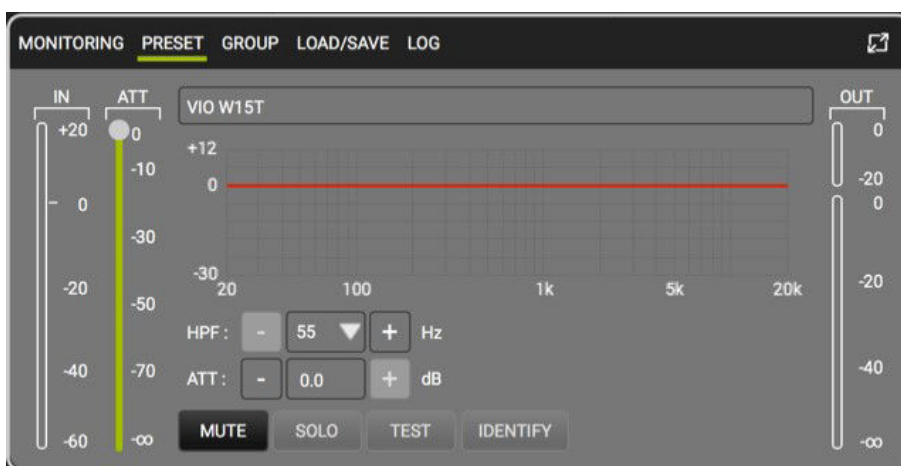 MONITORING PRESET GROUP LOAD/SAVE LOG
IN ATT OUT
VIO W15T
+20
0
-20
-40
-60
0
-10
-30
-50
-70
-∞
+12
0
-30
20 100 1k 5k 20k
HPF : - 55 + Hz
ATT : - 0.0 + dB
MUTE SOLO TEST IDENTIFY
0
-20
0
-20
-40
-∞